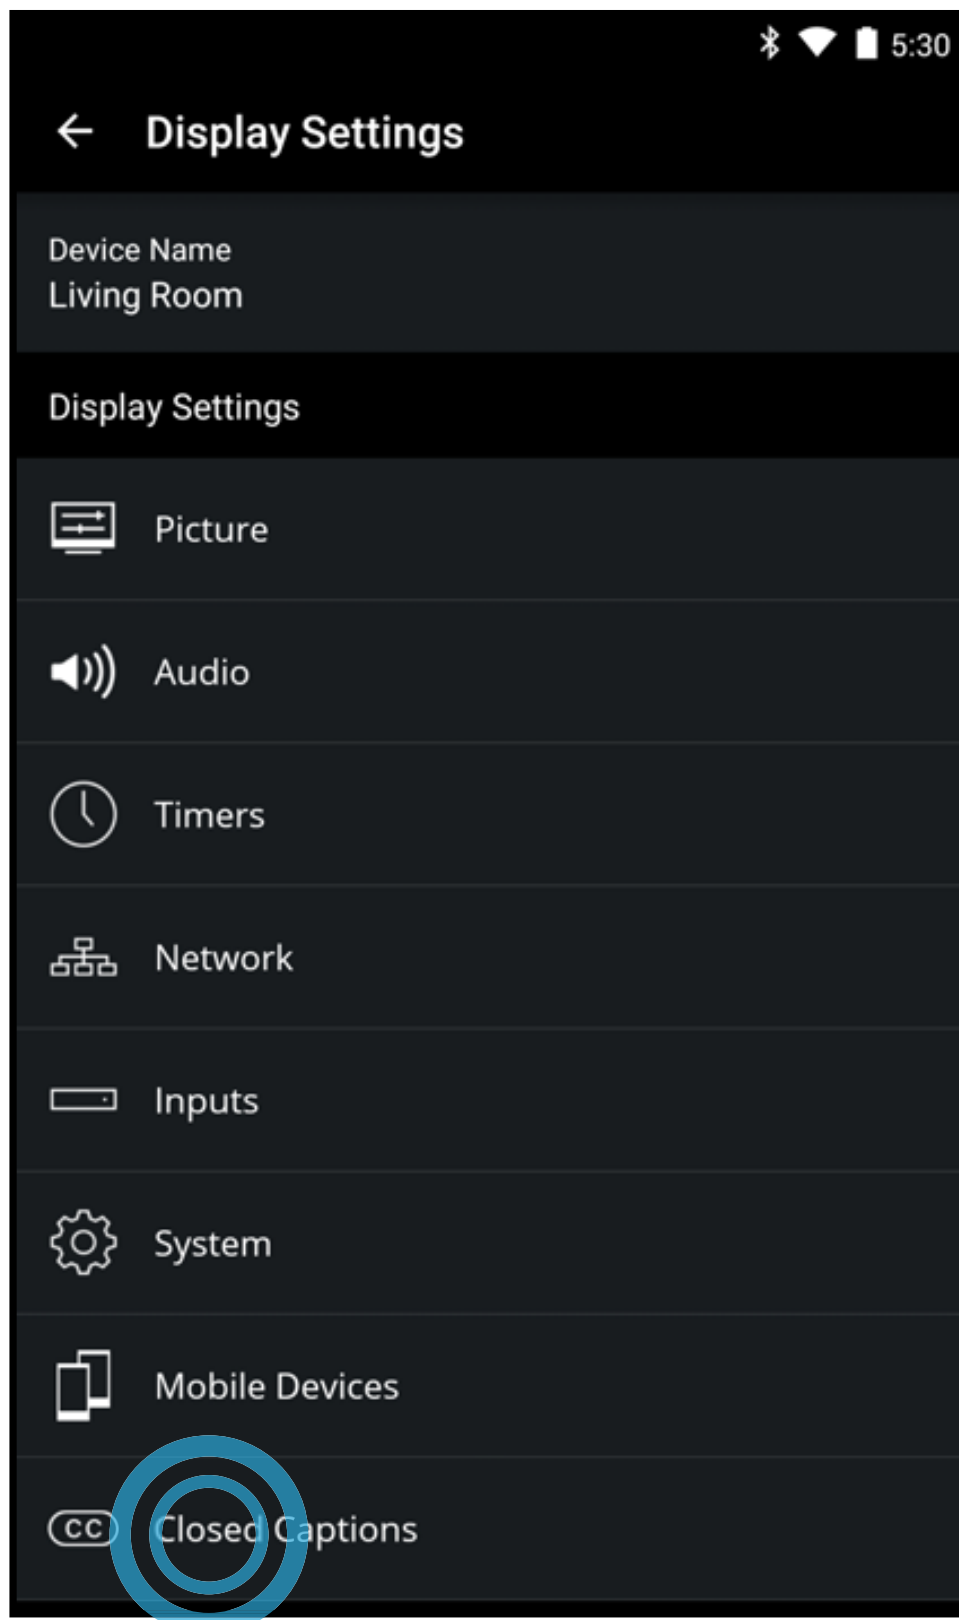 5:30
Display Settings
Device Name
Living Room
Display Settings
Picture
Audio
Timers
Network
Inputs
System
Mobile Devices
CC Closed Captions